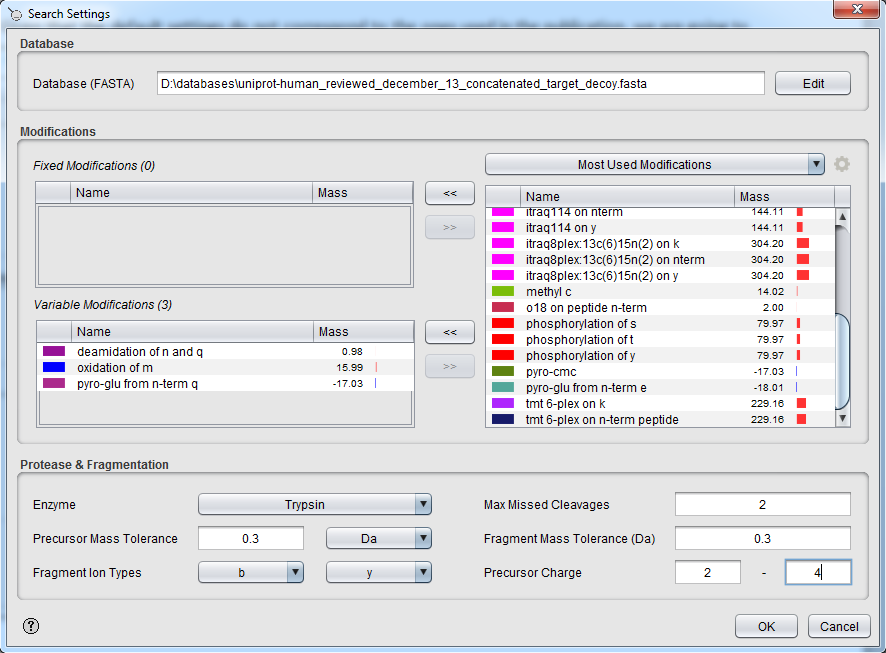 Search Settings
Database
Database (FASTA) D:\databases\uniprot-human_reviewed_december_13_concatenated_target_decoy.fasta Edit
Modifications
Fixed Modifications (0)
Name Mass
<<
>>
Variable Modifications (3)
Name Mass
deamidation of n and q 0.98
oxidation of m 15.99
pyro-glu from n-term q -17.03
<<
>>
Most Used Modifications
Name Mass
itraq114 on nterm 144.11
itraq114 on y 144.11
itraq8plex:13c(6)15n(2) on k 304.20
itraq8plex:13c(6)15n(2) on nterm 304.20
itraq8plex:13c(6)15n(2) on y 304.20
methyl c 14.02
o18 on peptide n-term 2.00
phosphorylation of s 79.97
phosphorylation of t 79.97
phosphorylation of y 79.97
pyro-cmc -17.03
pyro-glu from n-term e -18.01
tmt 6-plex on k 229.16
tmt 6-plex on n-term peptide 229.16
Protease & Fragmentation
Enzyme Trypsin Max Missed Cleavages 2
Precursor Mass Tolerance 0.3 Da Fragment Mass Tolerance (Da) 0.3
Fragment Ion Types b y Precursor Charge 2 - 4
? OK Cancel